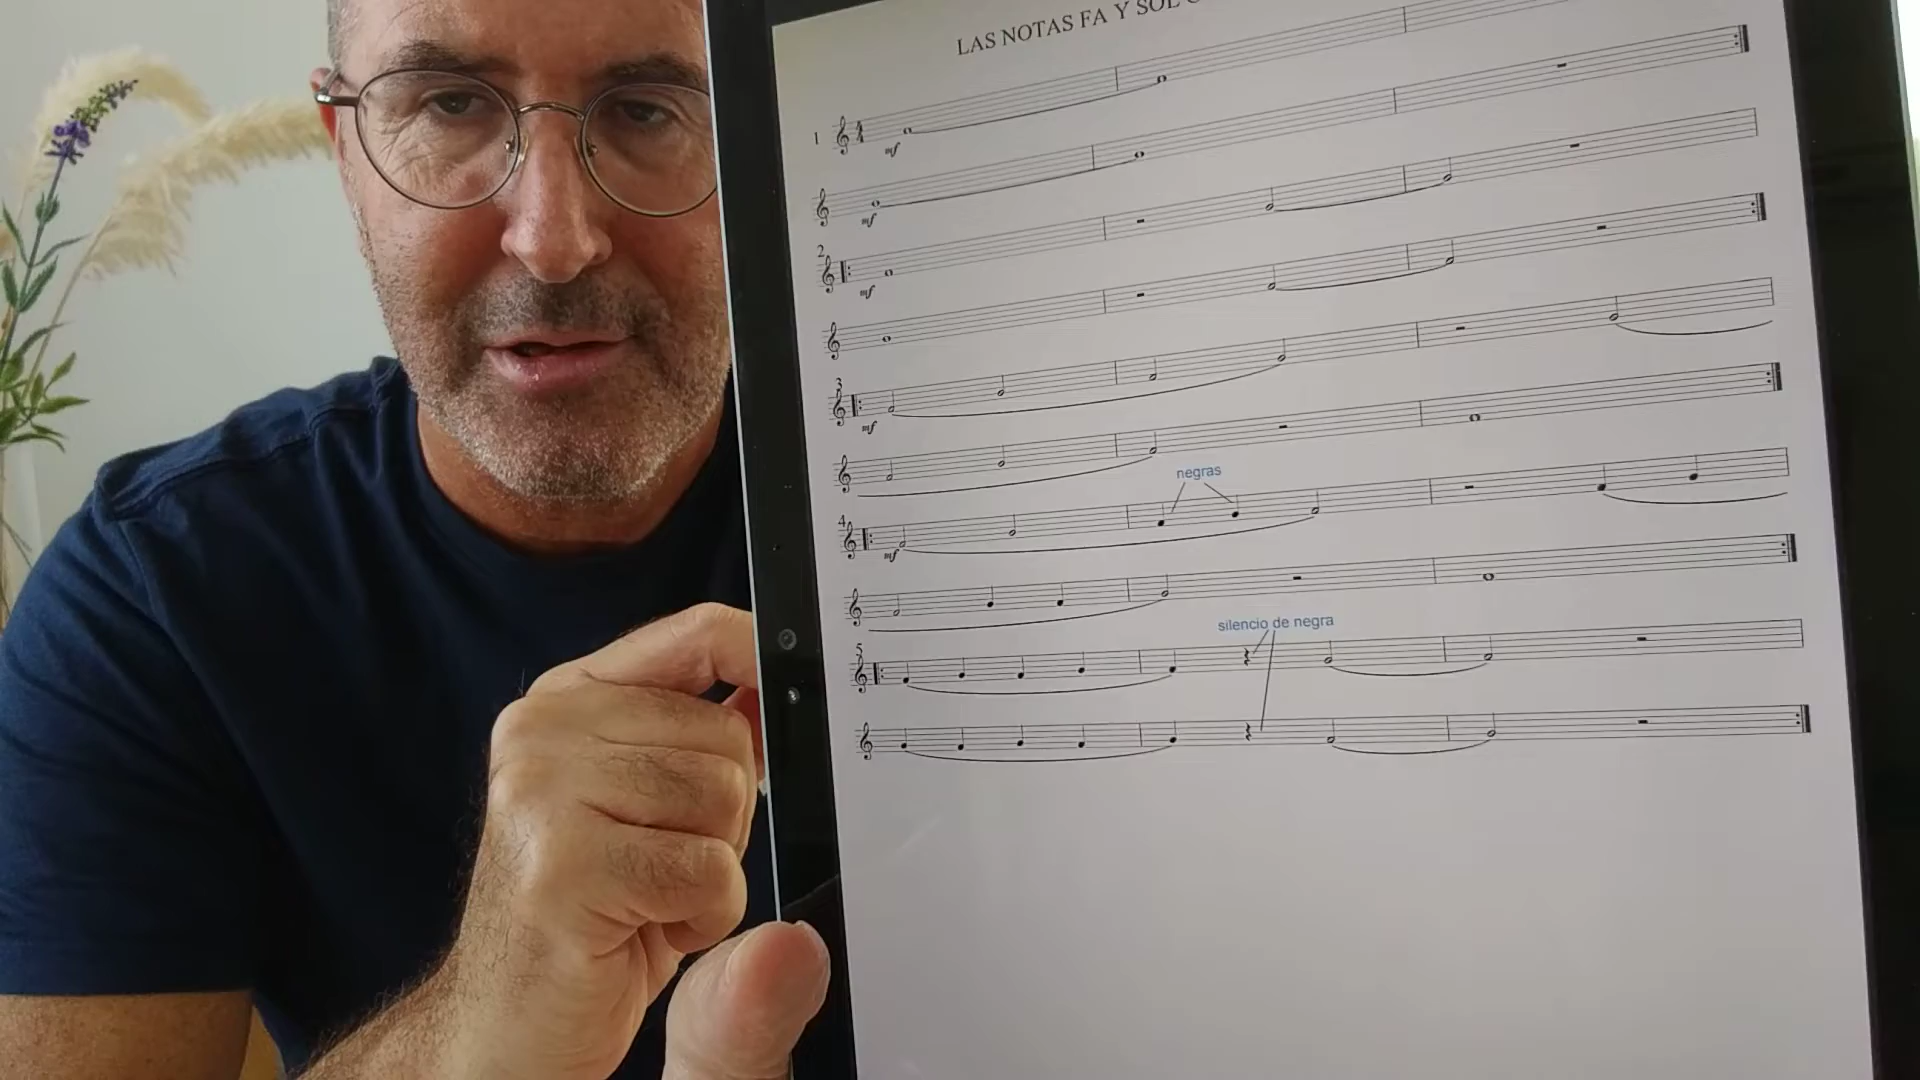 LAS NOTAS FA Y SOL
1
mf
mf
2
mf
3
mf
negras
4
mf
silencio de negra
5